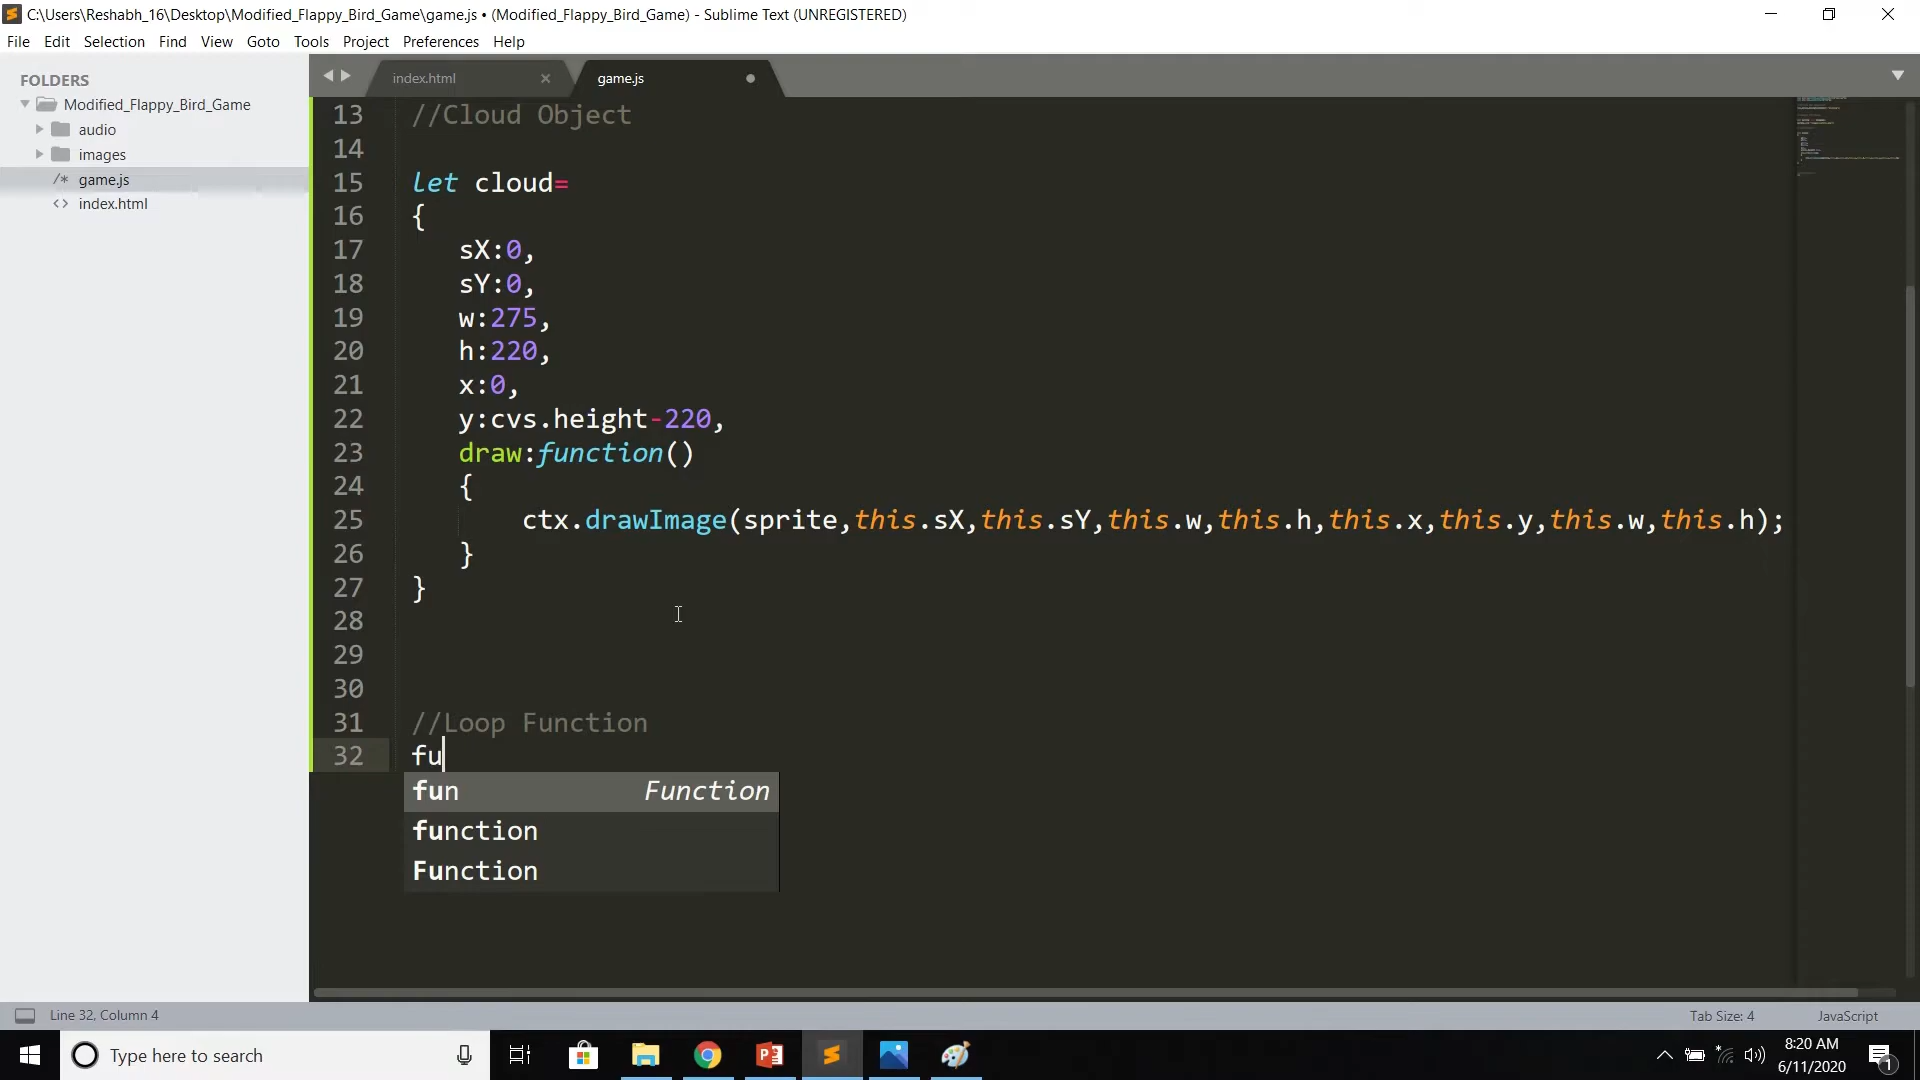 C:\Users\Reshabh_16\Desktop\Modified_Flappy_Bird_Game\game.js • (Modified_Flappy_Bird_Game) - Sublime Text (UNREGISTERED)
File Edit Selection Find View Goto Tools Project Preferences Help
FOLDERS
Modified_Flappy_Bird_Game
audio
images
/* game.js
<> index.html
index.html
game.js
13 //Cloud Object
14
15 let cloud=
16 {
17 sX:0,
18 sY:0,
19 w:275,
20 h:220,
21 x:0,
22 y:cvs.height-220,
23 draw:function()
24 {
25 ctx.drawImage(sprite,this.sX,this.sY,this.w,this.h,this.x,this.y,this.w,this.h);
26 }
27 }
28
29
30
31 //Loop Function
32 fu
fun Function
function
Function
Line 32, Column 4
Tab Size: 4
JavaScript
Type here to search
8:20 AM
6/11/2020
1